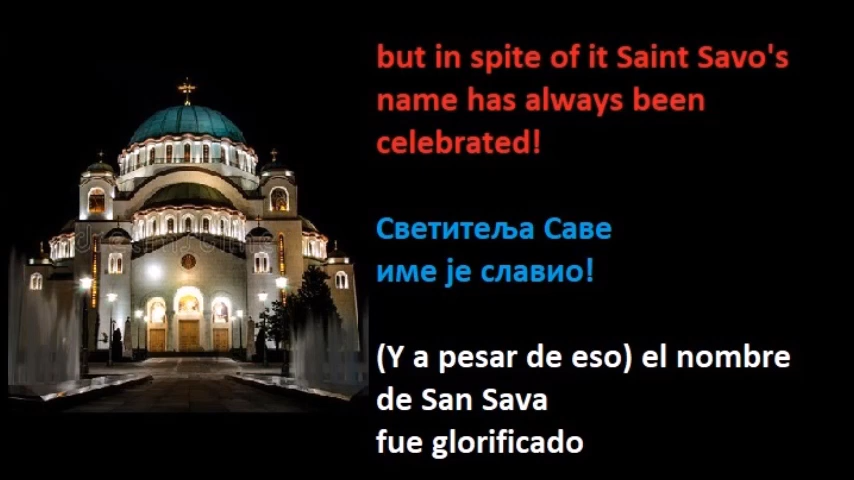 but in spite of it Saint Savo's
name has always been
celebrated!
Светитеља Саве
име је славио!
(Y a pesar de eso) el nombre
de San Sava
fue glorificado